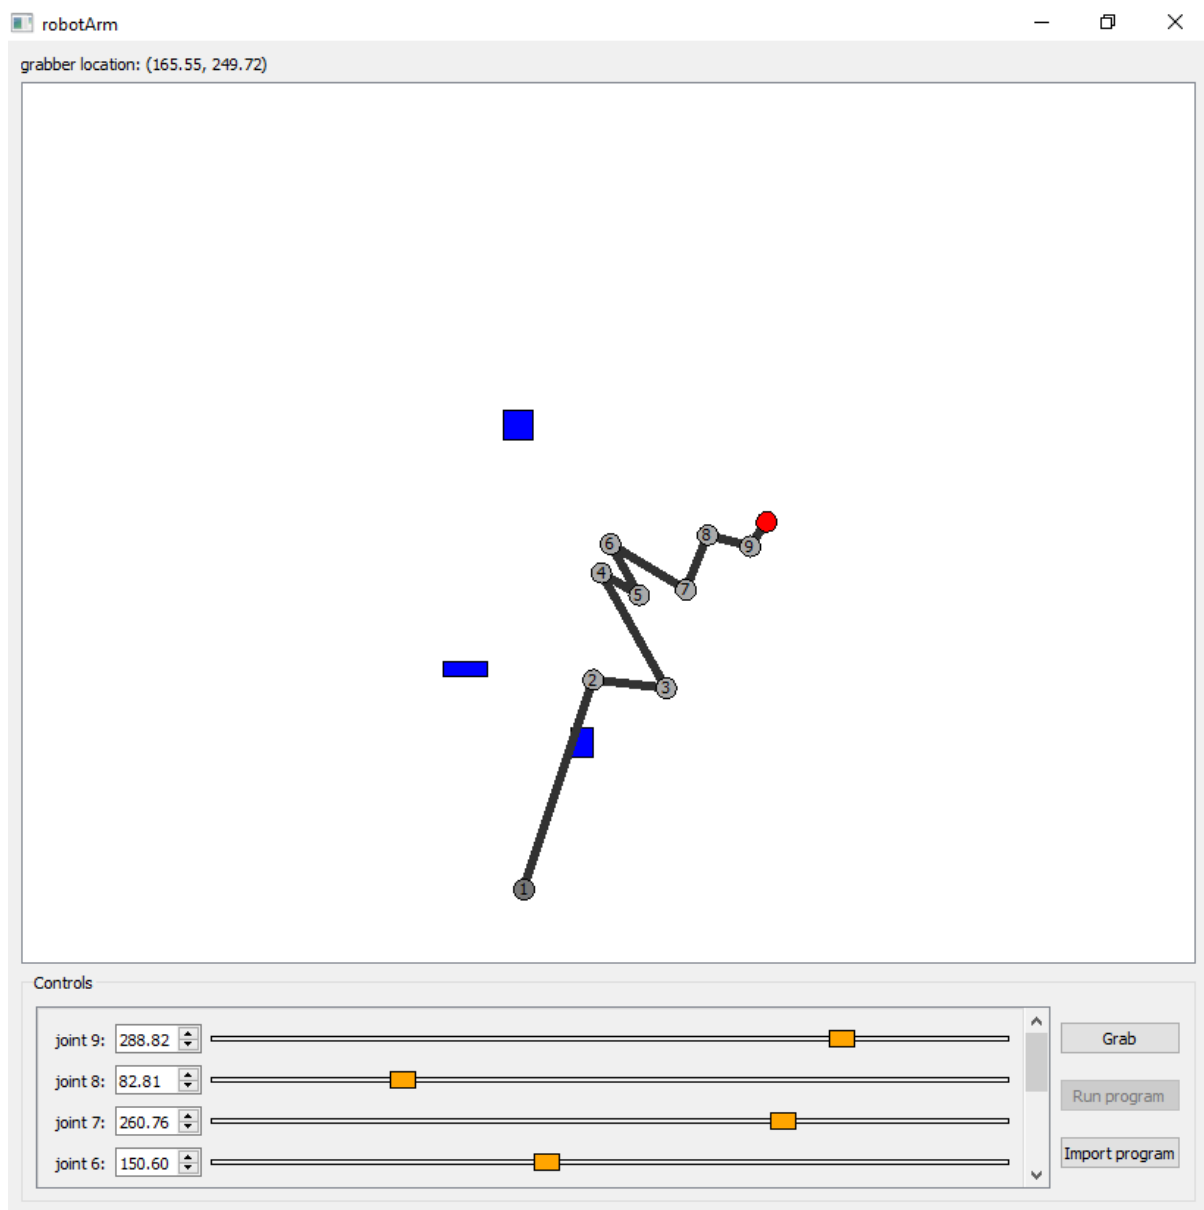 robotArm
grabber location: (165.55, 249.72)
6
8
9
4
5
7
2
3
1
Controls
joint 9: 288.82
Grab
joint 8: 82.81
Run program
joint 7: 260.76
Import program
joint 6: 150.60